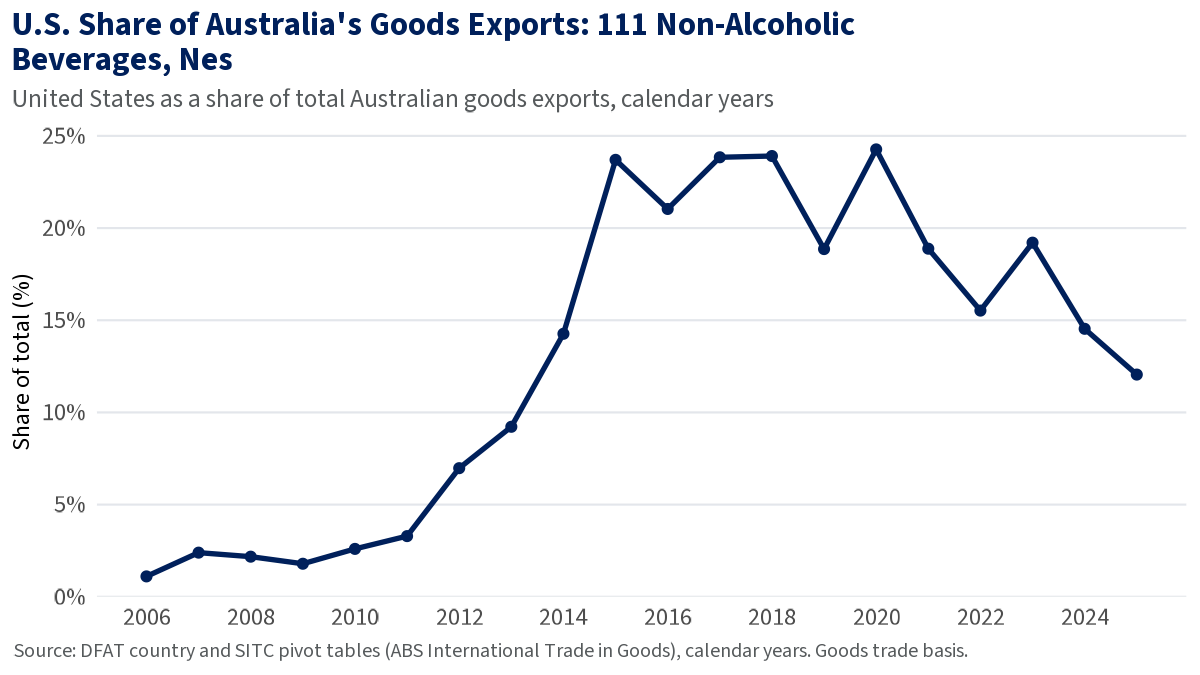 U.S. Share of Australia's Goods Exports: 111 Non-Alcoholic
Beverages, Nes
United States as a share of total Australian goods exports, calendar years
Share of total (%)
25%
20%
15%
10%
5%
0%
2006 2008 2010 2012 2014 2016 2018 2020 2022 2024
Source: DFAT country and SITC pivot tables (ABS International Trade in Goods), calendar years. Goods trade basis.